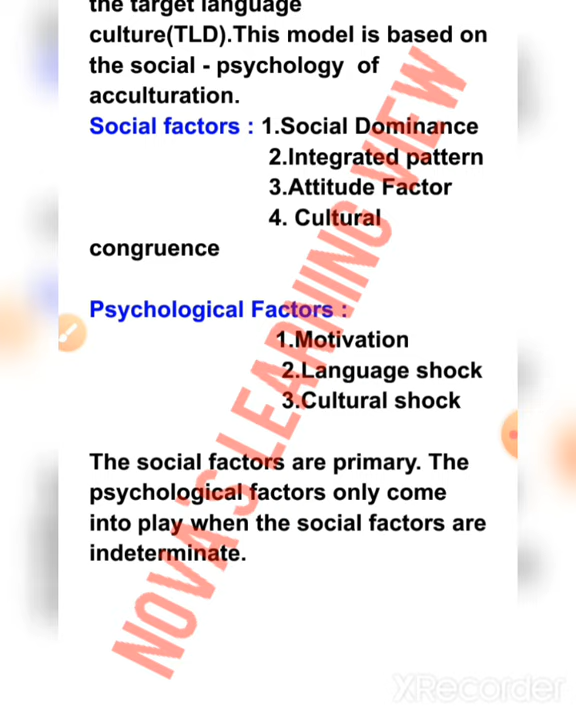 the target language
culture(TLD).This model is based on
the social - psychology of
acculturation.
Social factors : 1.Social Dominance
2.Integrated pattern
3.Attitude Factor
4. Cultural
congruence
Psychological Factors :
1.Motivation
2.Language shock
3.Cultural shock
The social factors are primary. The
psychological factors only come
into play when the social factors are
indeterminate.
NOVA'S LEARNING VIEW
XRecorder